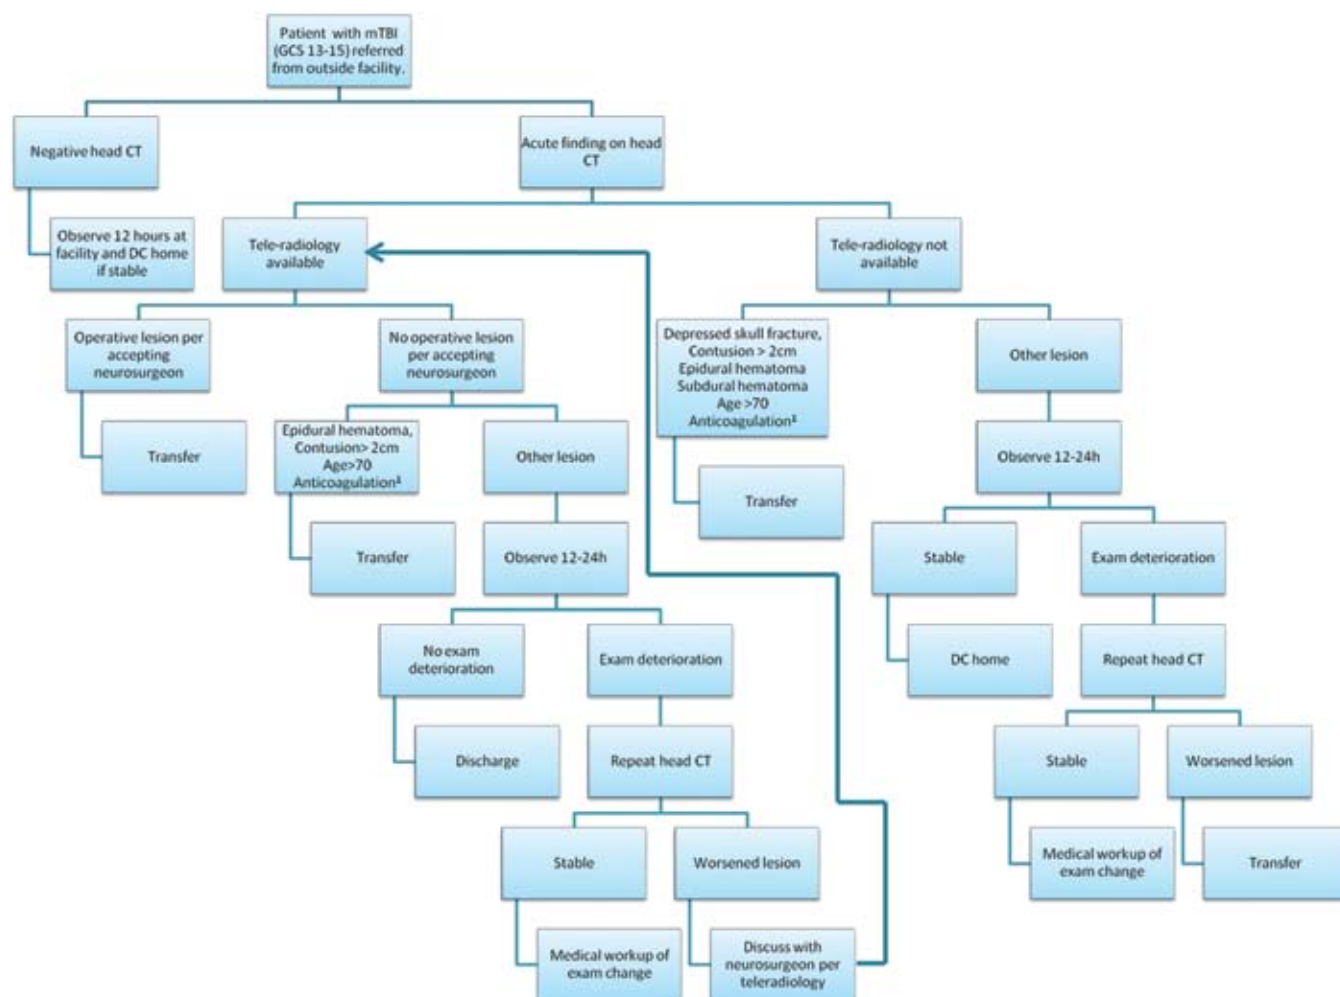 Patient with mTBI
(GCS 13-15) referred
from outside facility.
Negative head CT
Acute finding on head
CT
Observe 12 hours at
facility and DC home
if stable
Tele-radiology
available
Tele-radiology not
available
Operative lesion per
accepting
neurosurgeon
No operative lesion
per accepting
neurosurgeon
Depressed skull fracture,
Contusion > 2cm
Epidural hematoma
Subdural hematoma
Age >70
Anticoagulation¹
Other lesion
Transfer
Epidural hematoma,
Contusion> 2cm
Age>70
Anticoagulation¹
Other lesion
Observe 12-24h
Transfer
Transfer
Observe 12-24h
Stable
Exam deterioration
No exam
deterioration
Exam deterioration
DC home
Repeat head CT
Discharge
Repeat head CT
Stable
Worsened lesion
Stable
Worsened lesion
Medical workup of
exam change
Transfer
Medical workup of
exam change
Discuss with
neurosurgeon per
teleradiology